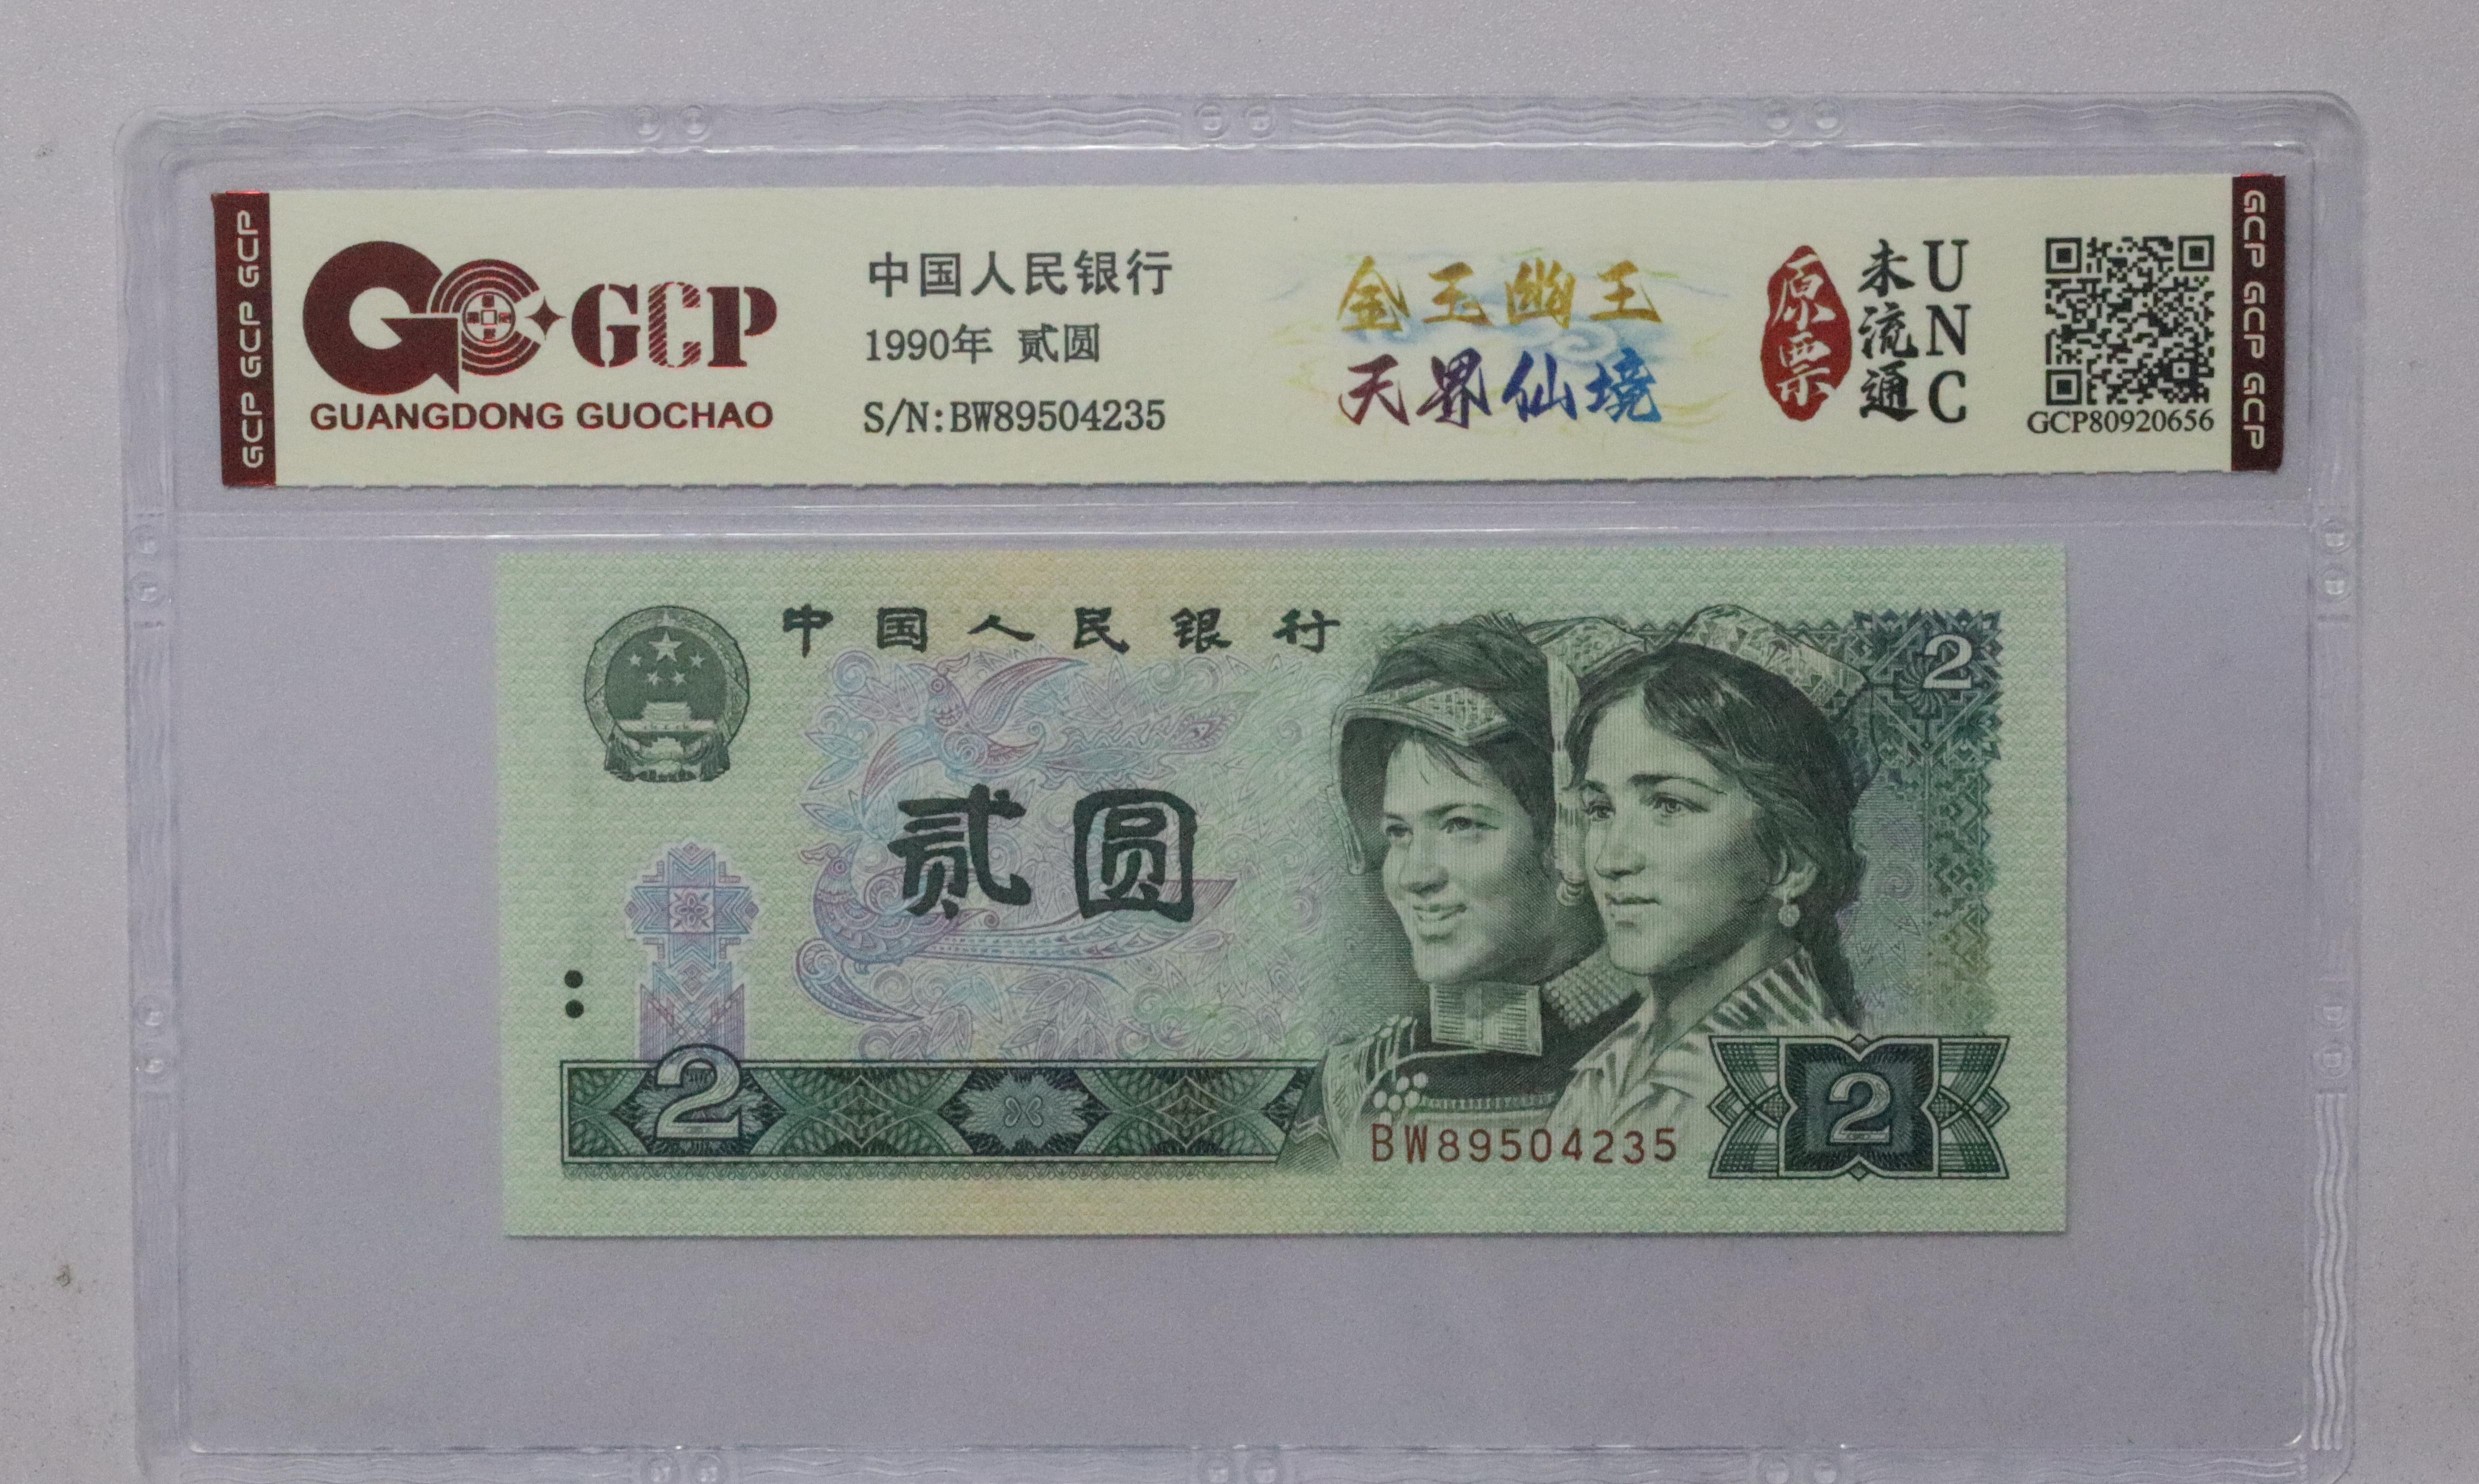 GCP GCP GCP
GCP
GUANGDONG GUOCHAO
中国人民银行
1990年 贰圆
S/N:BW89504235
金玉幽王
天界仙境
原票
未流通
UNC
GCP80920656
GCP GCP GCP
中国人民银行
2
贰圆
2
BW89504235
2